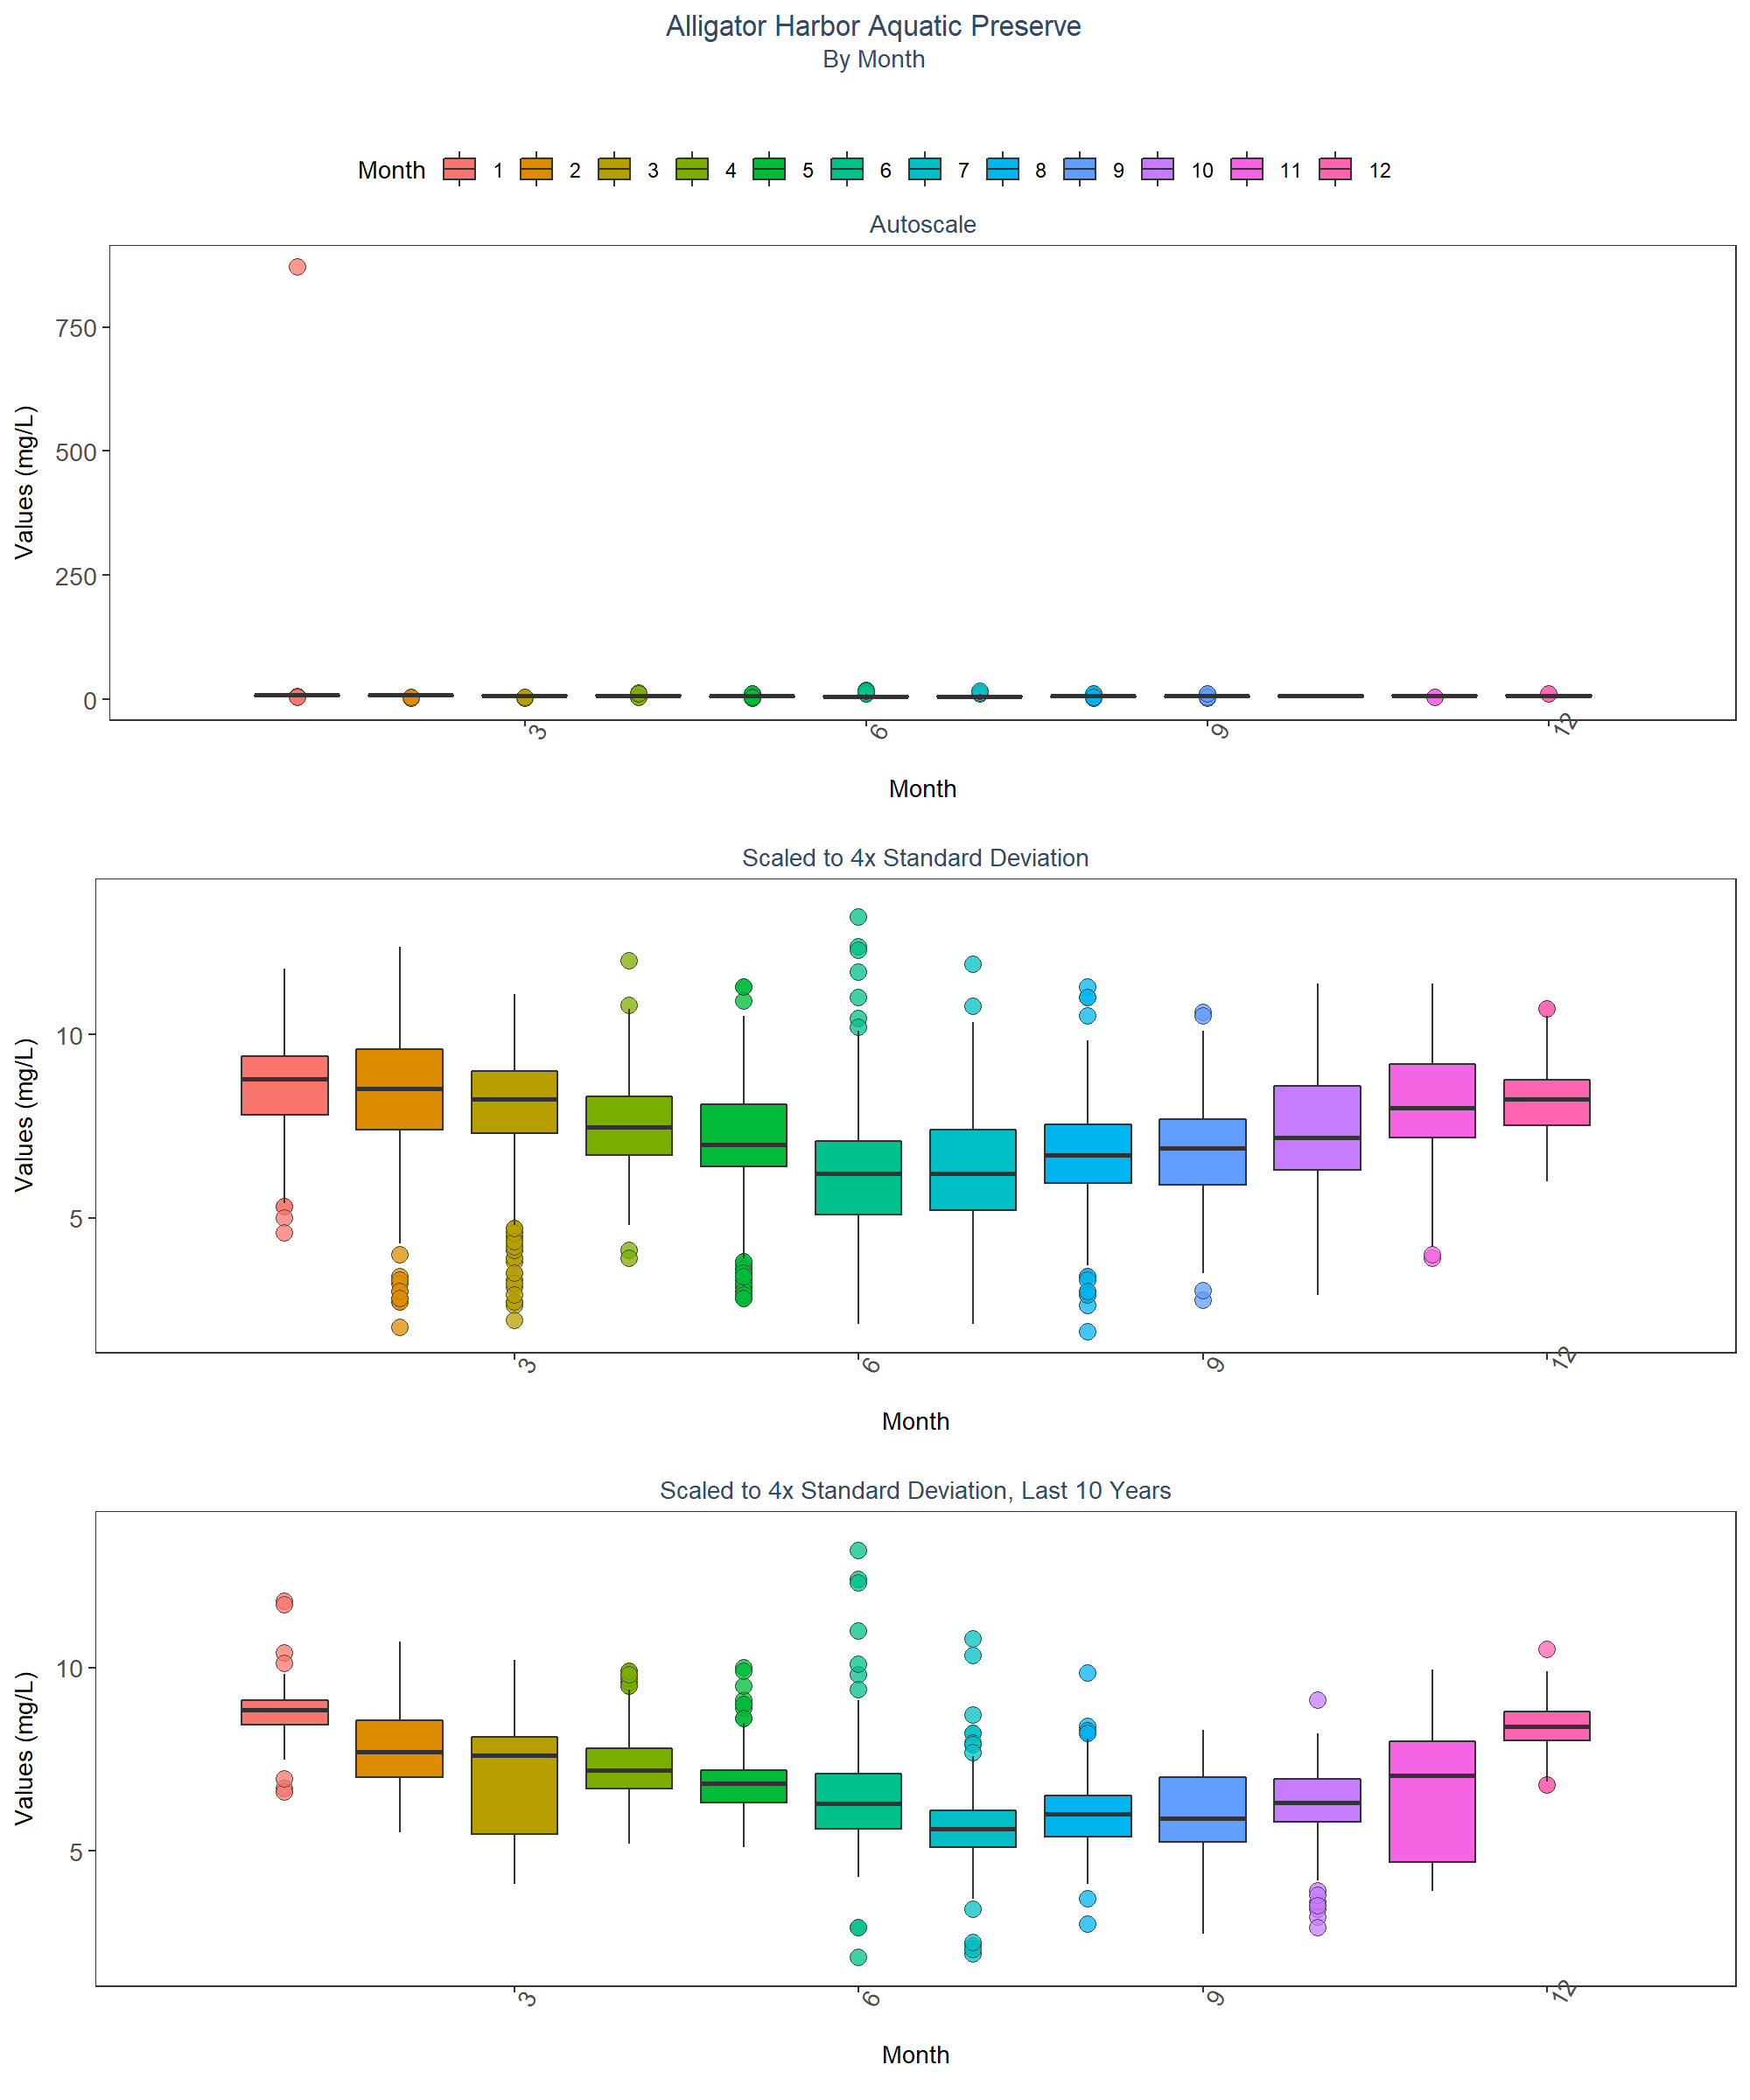 Alligator Harbor Aquatic Preserve
By Month
Month 1 2 3 4 5 6 7 8 9 10 11 12
Autoscale
Values (mg/L)
750
500
250
0
3 6 9 12
Month
Scaled to 4x Standard Deviation
Values (mg/L)
10
5
3 6 9 12
Month
Scaled to 4x Standard Deviation, Last 10 Years
Values (mg/L)
10
5
3 6 9 12
Month